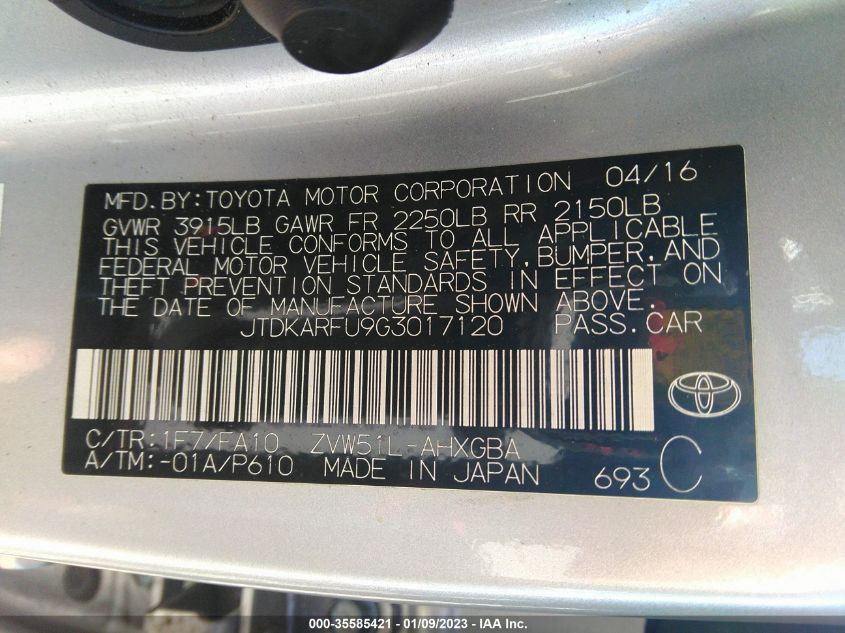 MFD.BY:TOYOTA MOTOR CORPORATION 04/16
GVWR 3915LB GAWR FR 2250LB RR 2150LB
THIS VEHICLE CONFORMS TO ALL APPLICABLE
FEDERAL MOTOR VEHICLE SAFETY,BUMPER,AND
THEFT PREVENTION STANDARDS IN EFFECT ON
THE DATE OF MANUFACTURE SHOWN ABOVE.
JTDKARFU9G3017120 PASS.CAR
C/TR:1F7/FA10 ZVW51L-AHXGBA
A/TM:-01A/P610 MADE IN JAPAN 693 C
000-35585421 - 01/09/2023 - IAA Inc.